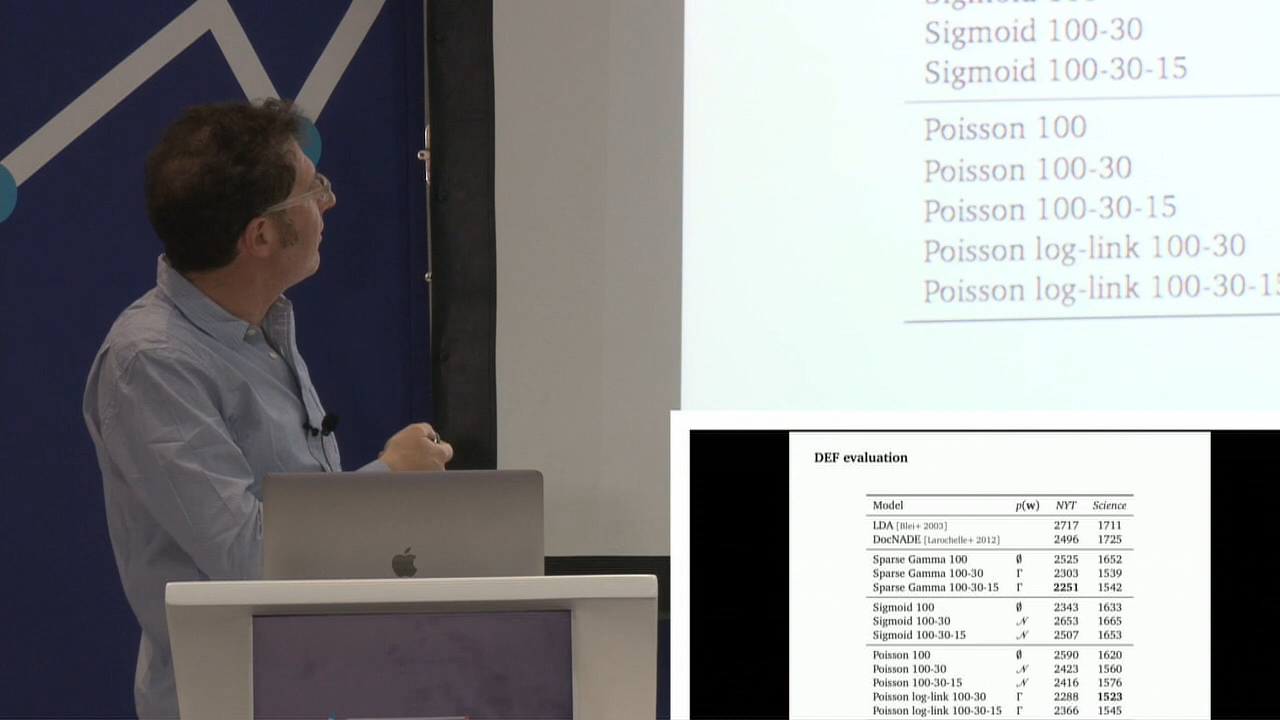 Sigmoid 100-30
Sigmoid 100-30-15
Poisson 100
Poisson 100-30
Poisson 100-30-15
Poisson log-link 100-30
Poisson log-link 100-30-15
DEF evaluation
Model p(w) NYT Science
LDA [Blei+ 2003] 2717 1711
DocNADE [Larochelle+ 2012] 2496 1725
Sparse Gamma 100 ∅ 2525 1652
Sparse Gamma 100-30 Γ 2303 1539
Sparse Gamma 100-30-15 Γ 2251 1542
Sigmoid 100 ∅ 2343 1633
Sigmoid 100-30 𝒩 2653 1665
Sigmoid 100-30-15 𝒩 2507 1653
Poisson 100 ∅ 2590 1620
Poisson 100-30 𝒩 2423 1560
Poisson 100-30-15 𝒩 2416 1576
Poisson log-link 100-30 Γ 2288 1523
Poisson log-link 100-30-15 Γ 2366 1545